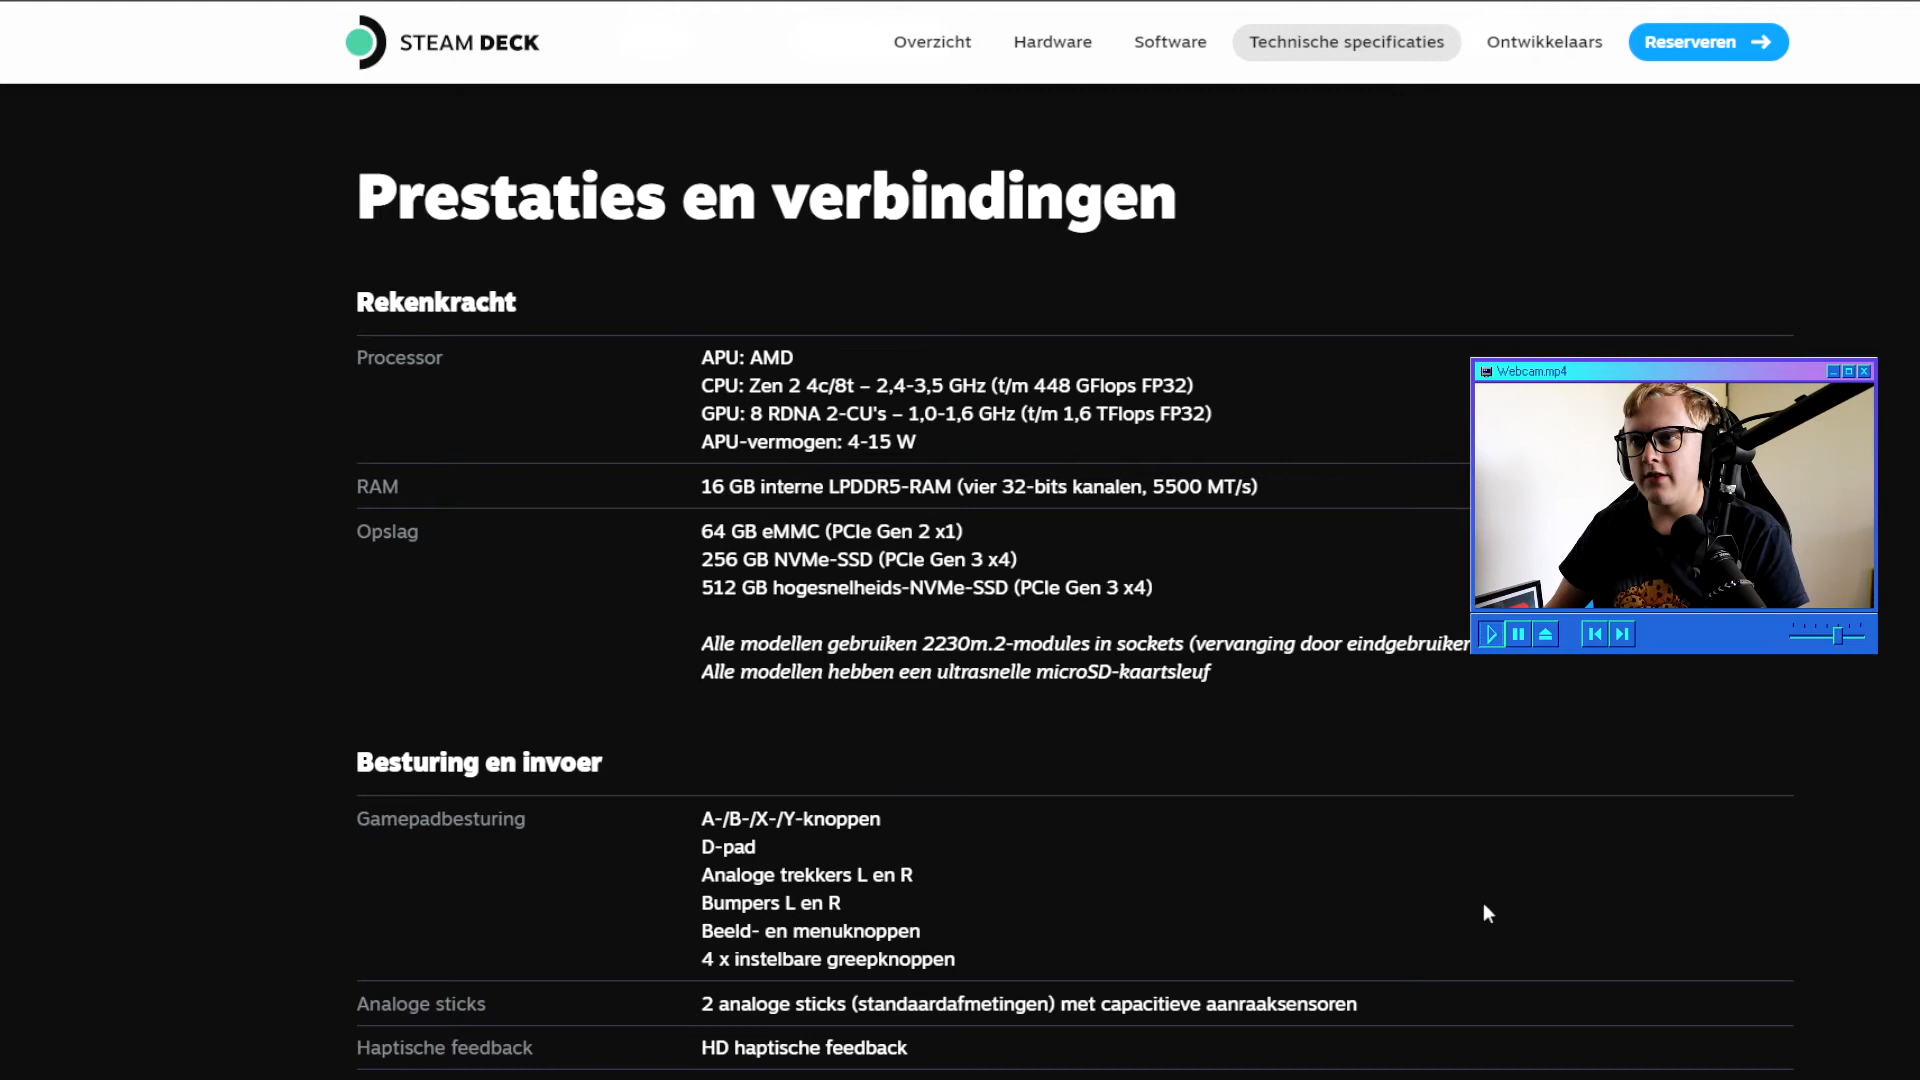 STEAM DECK
Overzicht
Hardware
Software
Technische specificaties
Ontwikkelaars
Reserveren
Prestaties en verbindingen
Rekenkracht
Processor
APU: AMD
CPU: Zen 2 4c/8t – 2,4-3,5 GHz (t/m 448 GFlops FP32)
GPU: 8 RDNA 2-CU's – 1,0-1,6 GHz (t/m 1,6 TFlops FP32)
APU-vermogen: 4-15 W
RAM
16 GB interne LPDDR5-RAM (vier 32-bits kanalen, 5500 MT/s)
Opslag
64 GB eMMC (PCIe Gen 2 x1)
256 GB NVMe-SSD (PCIe Gen 3 x4)
512 GB hogesnelheids-NVMe-SSD (PCIe Gen 3 x4)
Alle modellen gebruiken 2230m.2-modules in sockets (vervanging door eindgebruiker
Alle modellen hebben een ultrasnelle microSD-kaartsleuf
Webcam.mp4
Besturing en invoer
Gamepadbesturing
A-/B-/X-/Y-knoppen
D-pad
Analoge trekkers L en R
Bumpers L en R
Beeld- en menuknoppen
4 x instelbare greepknoppen
Analoge sticks
2 analoge sticks (standaardafmetingen) met capacitieve aanraaksensoren
Haptische feedback
HD haptische feedback